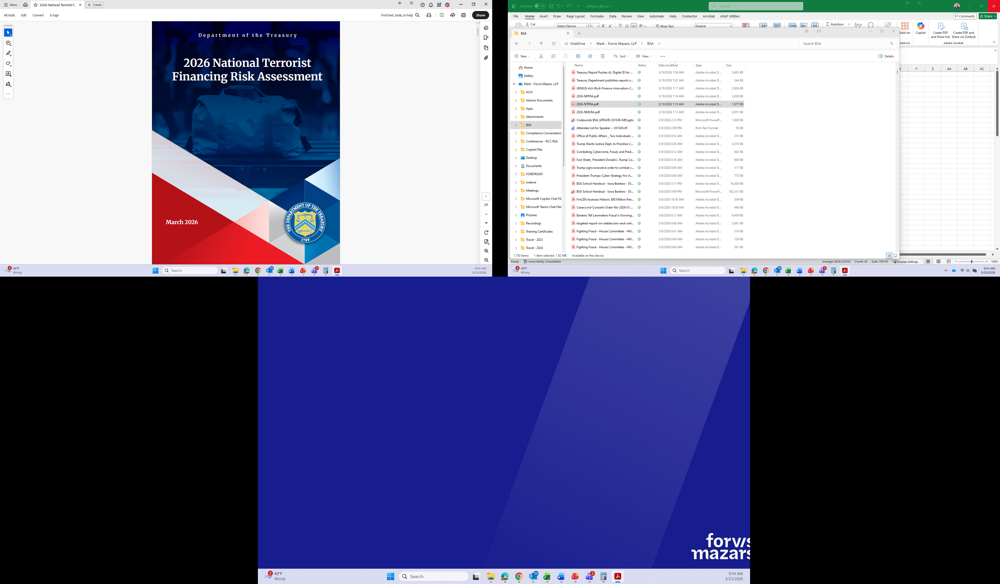 Menu
2026 National Terrorist F...
Create
All tools
Edit
Convert
E-Sign
Find text, tools, or help
Share
Department of the Treasury
2026 National Terrorist
Financing Risk Assessment
March 2026
THE DEPARTMENT OF THE TREASURY
1789
i
29
2
43°F
Windy
Search
3
9:54 AM
3/23/2026
AutoSave
Off
SARStats (40).csv
Search
File
Home
Insert
Draw
Page Layout
Formulas
Data
Review
View
Automate
Help
Connector
Acrobat
ASAP Utilities
Comments
Share
Cut
Aptos Narrow
11
Wrap Text
General
AutoSum
Add-ins
Copilot
Create PDF
and Share link
Create PDF and
Share via Outlook
Add-ins
Adobe Acrobat
BSA
OneDrive
Mark - Forvis Mazars, LLP
BSA
Search BSA
New
Sort
View
Details
Home
Gallery
Mark - Forvis Mazars, LLP
ACH
Advisor Documents
Apps
Attachments
BSA
Compliance Conversation
Conferences - RCC BSA
Copied FIles
Desktop
Documents
FOREFRONT
mdever
Meetings
Microsoft Copilot Chat Fil
Microsoft Teams Chat Files
Pictures
Recordings
Training Certificates
Travel - 2023
Travel - 2024
Name Status Date modified Type Size
Treasury Report Pushes AI, Digital ID for ... 3/10/2026 7:50 AM Adobe Acrobat D... 3,695 KB
Treasury Department publishes reports o... 3/10/2026 7:22 AM Adobe Acrobat D... 544 KB
GENIUS-Act-Illicit-Finance-Innovation-C... 3/10/2026 7:17 AM Adobe Acrobat D... 2,604 KB
2026-NPFRA.pdf 3/10/2026 7:16 AM Adobe Acrobat D... 3,650 KB
2026-NTFRA.pdf 3/10/2026 7:15 AM Adobe Acrobat D... 1,977 KB
2026-NMLRA.pdf 3/10/2026 7:13 AM Adobe Acrobat D... 6,851 KB
Codewords BSA_UPDATE-031026-MD.pptx 3/9/2026 2:13 PM Microsoft PowerP... 1,808 KB
Attendee List for Speaker -- 031026.rtf 3/9/2026 2:09 PM Rich Text Format 59 KB
Office of Public Affairs _ Two Individuals ... 3/9/2026 9:53 AM Adobe Acrobat D... 251 KB
Trump Wants Justice Dept. to Prioritize C... 3/9/2026 8:28 AM Adobe Acrobat D... 4,374 KB
Combating Cybercrime, Fraud, and Pred... 3/9/2026 8:12 AM Adobe Acrobat D... 662 KB
Fact Sheet_ President Donald J. Trump Co... 3/9/2026 8:10 AM Adobe Acrobat D... 804 KB
Trump signs executive order to combat c... 3/9/2026 8:04 AM Adobe Acrobat D... 517 KB
President-Trumps-Cyber-Strategy-for-A... 3/9/2026 8:00 AM Adobe Acrobat D... 773 KB
BSA School Handout - Iowa Bankers - 03... 3/8/2026 5:11 PM Adobe Acrobat D... 19,300 KB
BSA School Handout - Iowa Bankers - 03... 3/8/2026 5:09 PM Microsoft PowerP... 162,351 KB
FinCEN Assesses Historic $80 Million Pen... 3/6/2026 10:30 AM Adobe Acrobat D... 204 KB
Canaccord-Consent-Order-No-2026-01.... 3/6/2026 10:28 AM Adobe Acrobat D... 446 KB
Bankers Tell Lawmakers Fraud Is Growing... 3/6/2026 8:13 AM Adobe Acrobat D... 4,439 KB
targeted-report-on-stablecoins-and-unh... 3/6/2026 8:08 AM Adobe Acrobat D... 5,661 KB
Fighting Fraud - House Committee - HH... 3/6/2026 8:01 AM Adobe Acrobat D... 316 KB
Fighting Fraud - House Committee - HH... 3/6/2026 8:00 AM Adobe Acrobat D... 720 KB
Fighting Fraud - House Committee - HH... 3/6/2026 8:00 AM Adobe Acrobat D... 391 KB
1,750 items 1 item selected 1.92 MB Available on this device
Y Z AA AB AC
Ready
Accessibility: Unavailable
Average: 6638.333333 Count: 45 Sum: 199150
Display Settings
100%
2
43°F
Windy
Search
3
9:54 AM
3/23/2026
forvis
mazars
2
43°F
Windy
Search
3
9:54 AM
3/23/2026